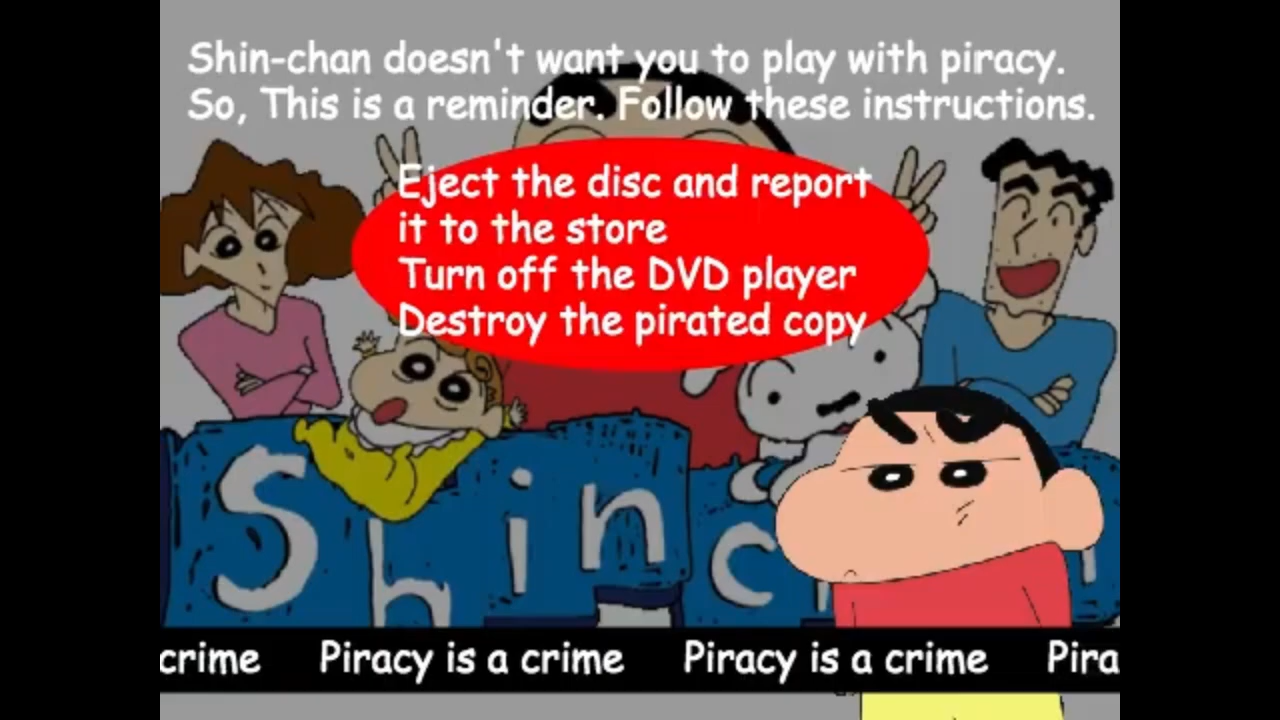 Shin-chan doesn't want you to play with piracy.
So, This is a reminder. Follow these instructions.
Eject the disc and report
it to the store
Turn off the DVD player
Destroy the pirated copy
Shin c
crime Piracy is a crime Piracy is a crime Pira